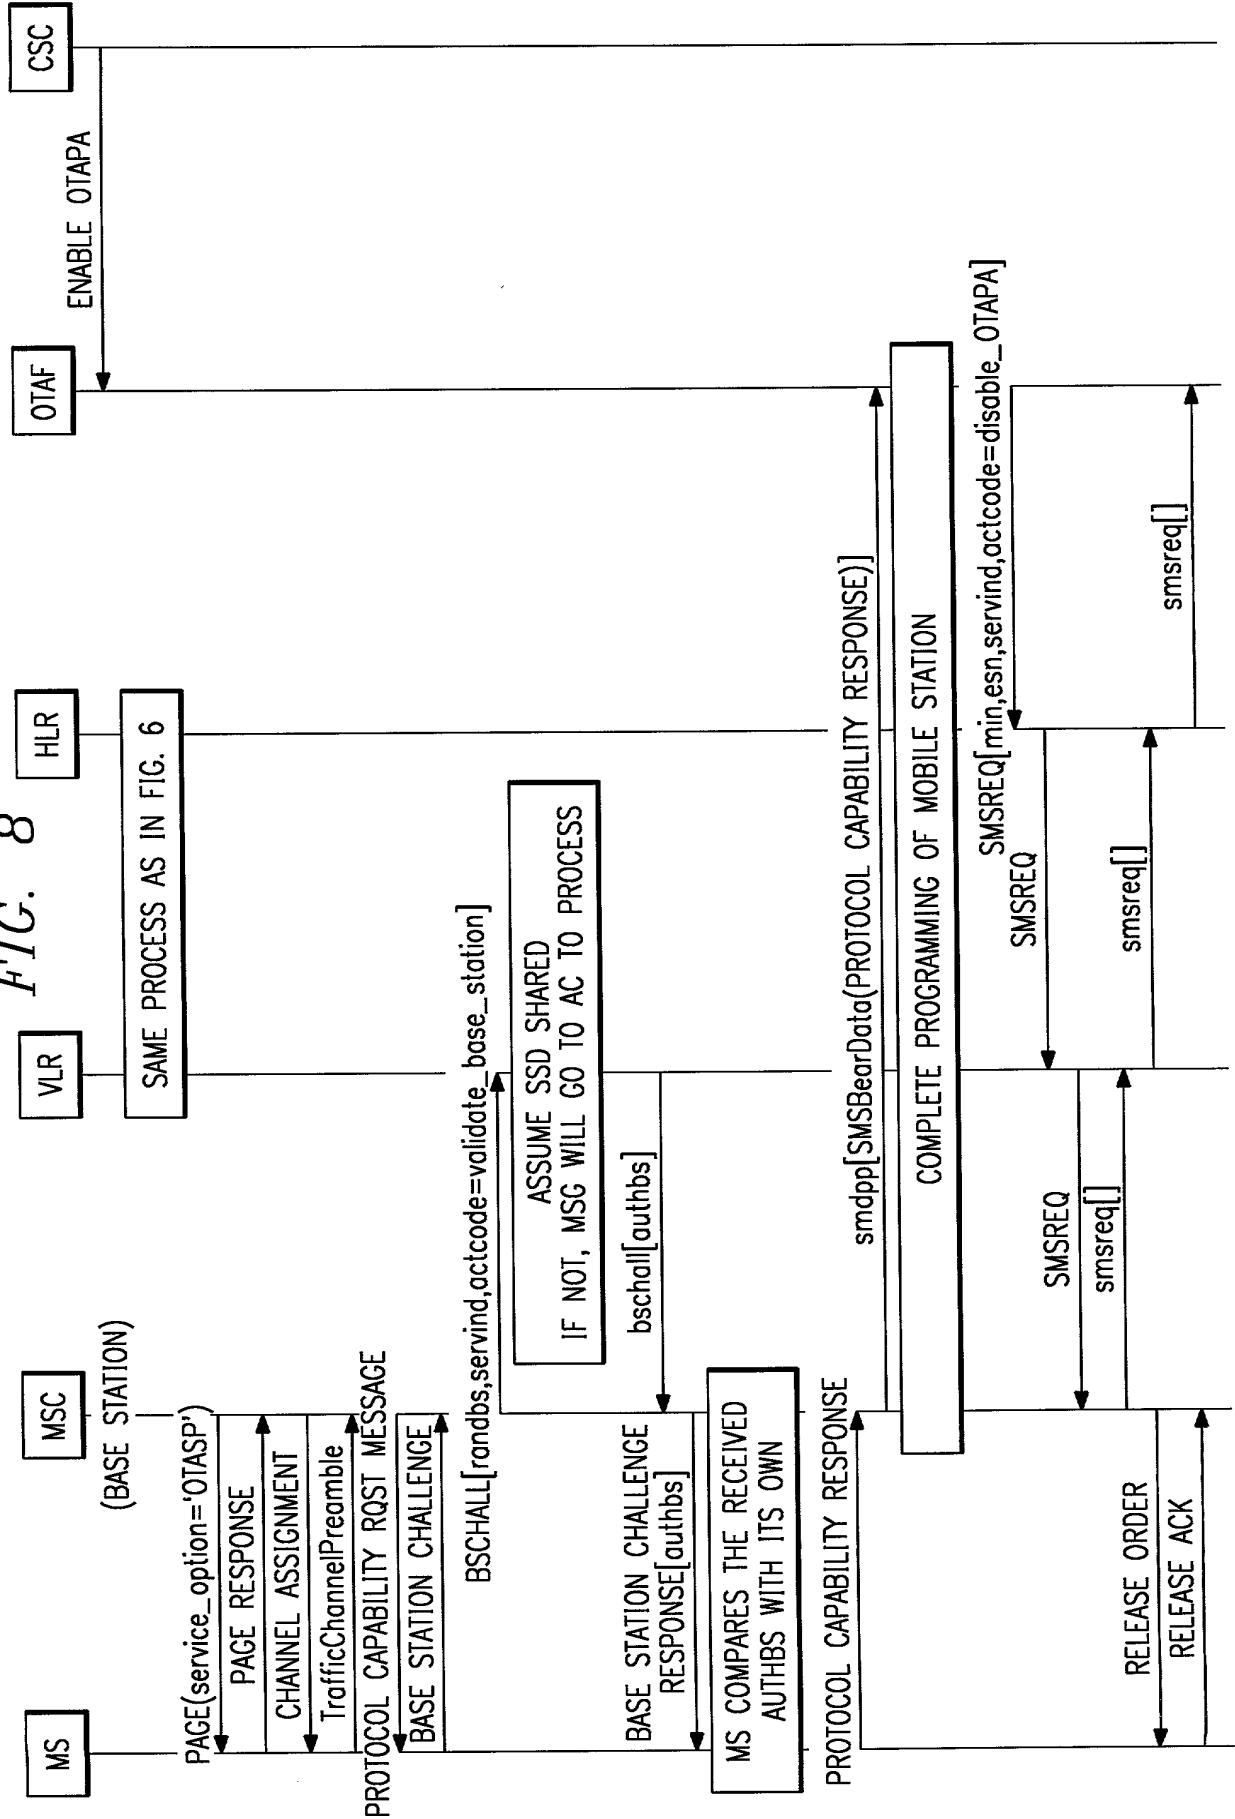 FIG. 8
MS
MSC
(BASE STATION)
VLR
HLR
OTAF
CSC
ENABLE OTAPA
SAME PROCESS AS IN FIG. 6
PAGE(service_option='OTASP')
PAGE RESPONSE
CHANNEL ASSIGNMENT
TrafficChannelPreamble
PROTOCOL CAPABILITY RQST MESSAGE
BASE STATION CHALLENGE
BSCHALL[randbs,servind,actcode=validate_base_station]
ASSUME SSD SHARED
IF NOT, MSG WILL GO TO AC TO PROCESS
bschall[authbs]
BASE STATION CHALLENGE
RESPONSE[authbs]
MS COMPARES THE RECEIVED
AUTHBS WITH ITS OWN
PROTOCOL CAPABILITY RESPONSE
smdpp[SMSBearData(PROTOCOL CAPABILITY RESPONSE)]
COMPLETE PROGRAMMING OF MOBILE STATION
SMSREQ[min,esn,servind,actcode=disable_OTAPA]
SMSREQ
SMSREQ
smsreq[]
smsreq[]
smsreq[]
RELEASE ORDER
RELEASE ACK